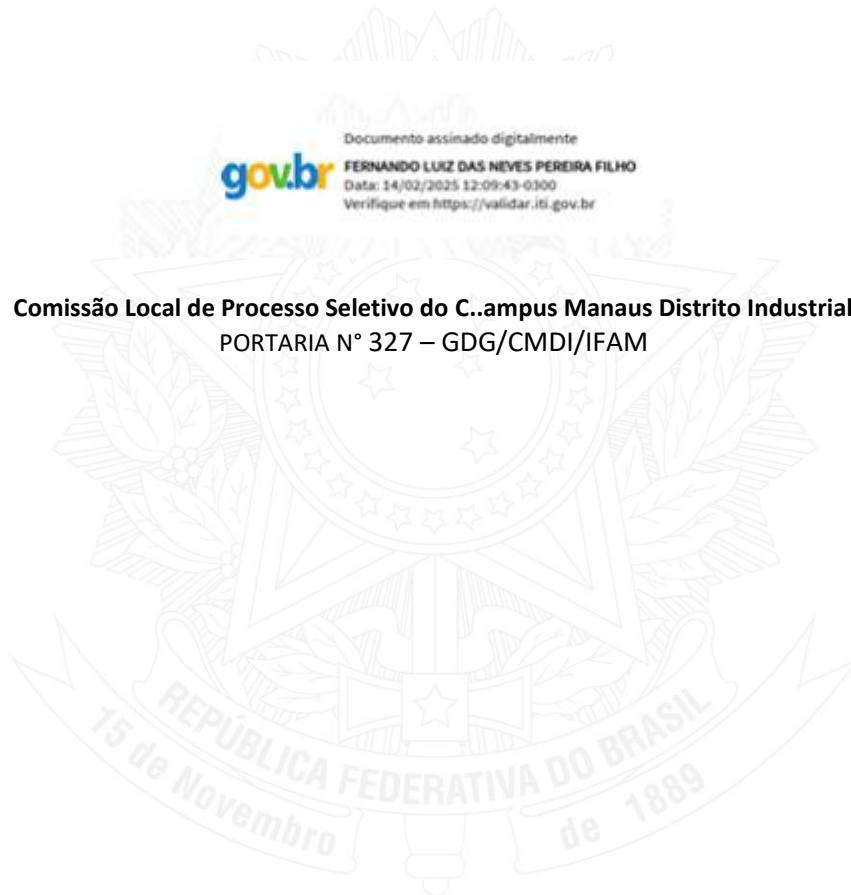 Documento assinado digitalmente
gov.br
FERNANDO LUIZ DAS NEVES PEREIRA FILHO
Data: 14/02/2025 12:09:43-0300
Verifique em https://validar.iti.gov.br
Comissão Local de Processo Seletivo do C..ampus Manaus Distrito Industrial
PORTARIA N° 327 – GDG/CMDI/IFAM
REPÚBLICA FEDERATIVA DO BRASIL
15 de Novembro de 1889